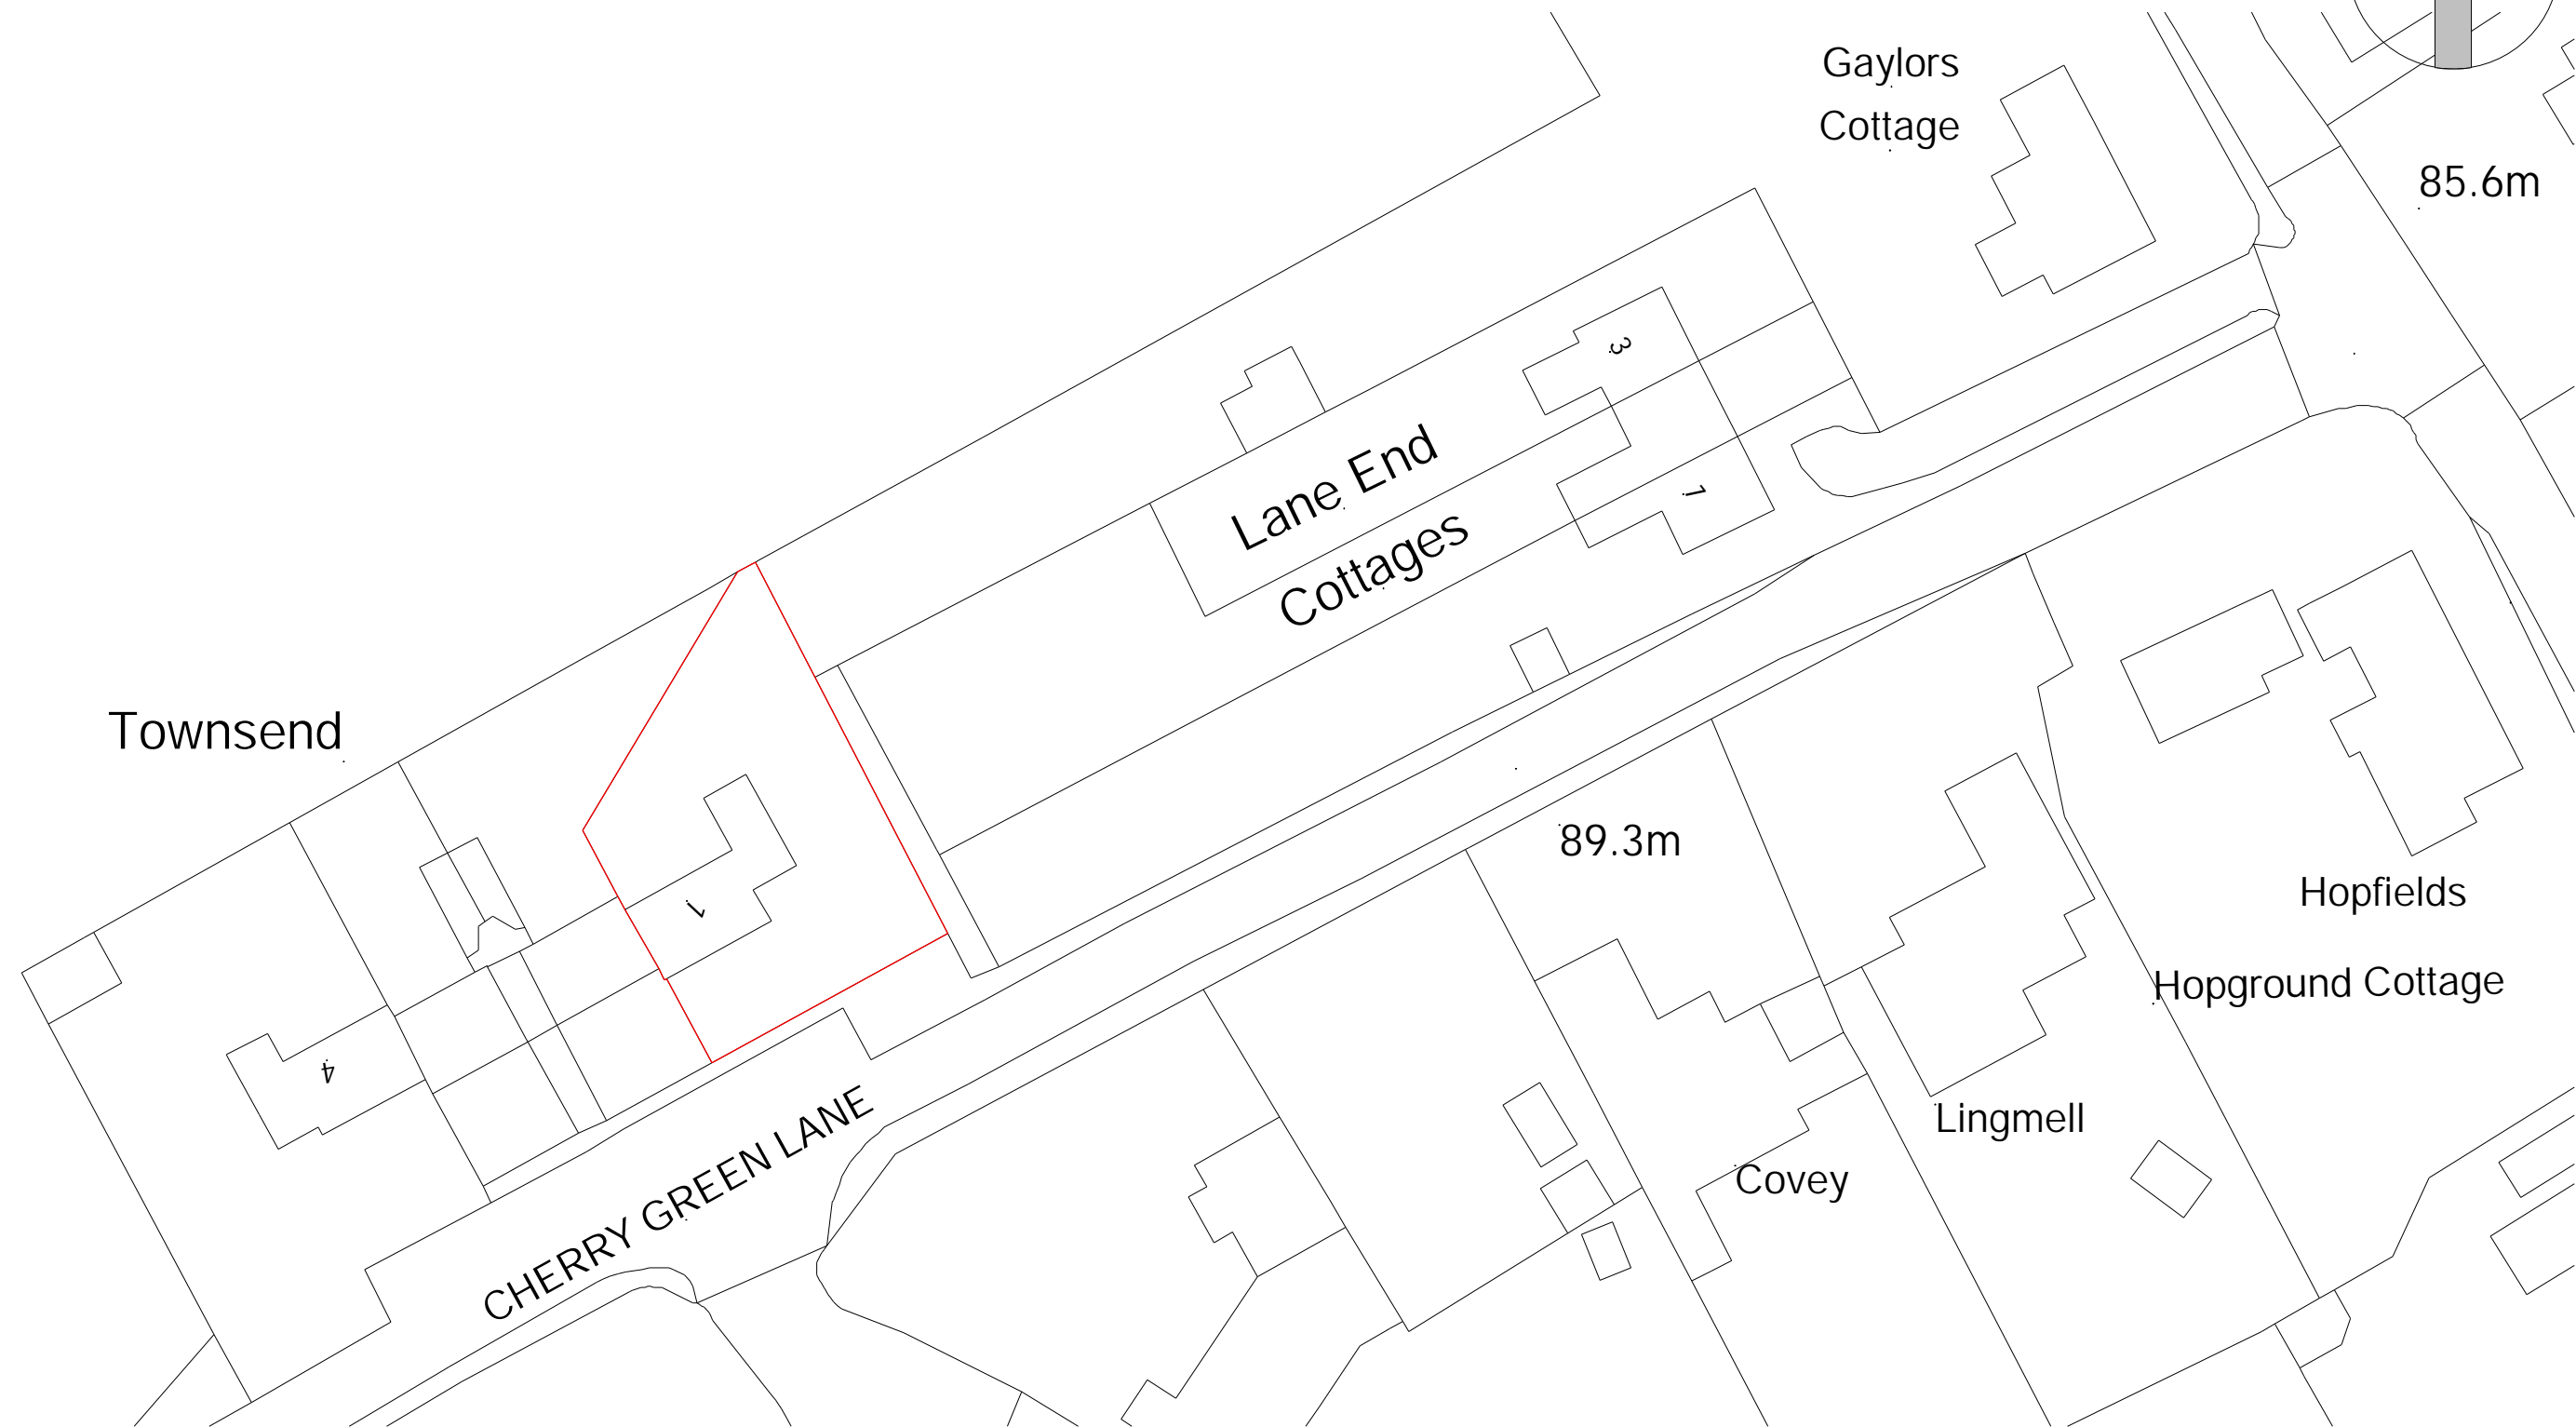 Gaylors
Cottage
85.6m
3
Lane End
1
Cottages
Townsend
89.3m
Hopfields
1
Hopground Cottage
4
Lingmell
CHERRY GREEN LANE
Covey